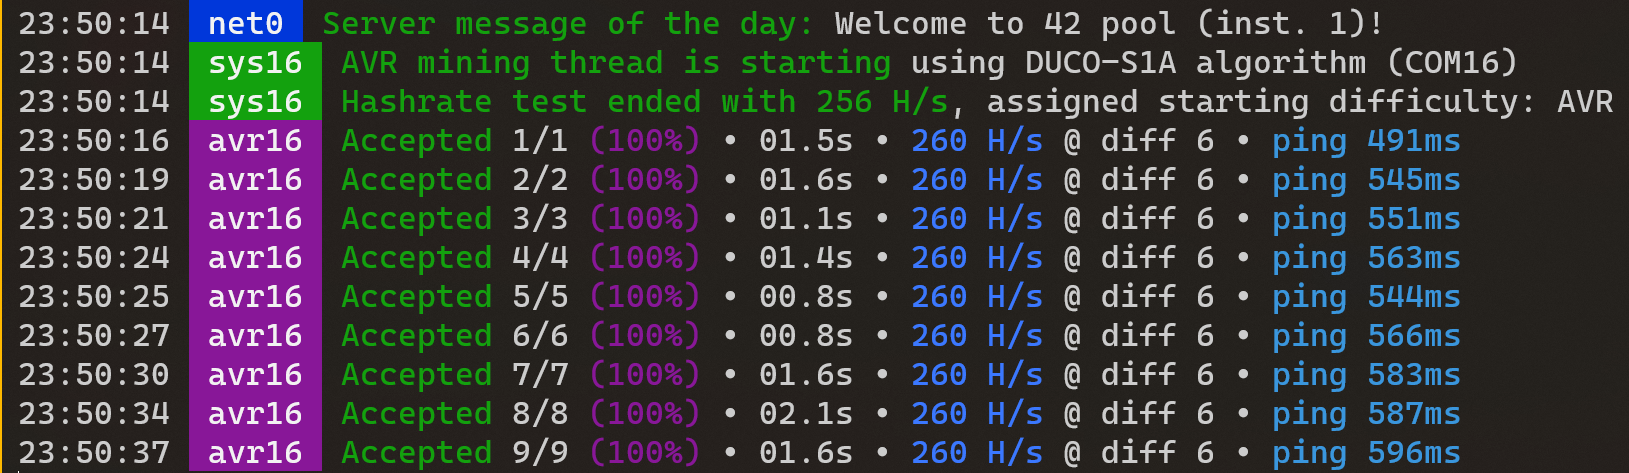 23:50:14 net0 Server message of the day: Welcome to 42 pool (inst. 1)!
23:50:14 sys16 AVR mining thread is starting using DUCO-S1A algorithm (COM16)
23:50:14 sys16 Hashrate test ended with 256 H/s, assigned starting difficulty: AVR
23:50:16 avr16 Accepted 1/1 (100%) • 01.5s • 260 H/s @ diff 6 • ping 491ms
23:50:19 avr16 Accepted 2/2 (100%) • 01.6s • 260 H/s @ diff 6 • ping 545ms
23:50:21 avr16 Accepted 3/3 (100%) • 01.1s • 260 H/s @ diff 6 • ping 551ms
23:50:24 avr16 Accepted 4/4 (100%) • 01.4s • 260 H/s @ diff 6 • ping 563ms
23:50:25 avr16 Accepted 5/5 (100%) • 00.8s • 260 H/s @ diff 6 • ping 544ms
23:50:27 avr16 Accepted 6/6 (100%) • 00.8s • 260 H/s @ diff 6 • ping 566ms
23:50:30 avr16 Accepted 7/7 (100%) • 01.6s • 260 H/s @ diff 6 • ping 583ms
23:50:34 avr16 Accepted 8/8 (100%) • 02.1s • 260 H/s @ diff 6 • ping 587ms
23:50:37 avr16 Accepted 9/9 (100%) • 01.6s • 260 H/s @ diff 6 • ping 596ms